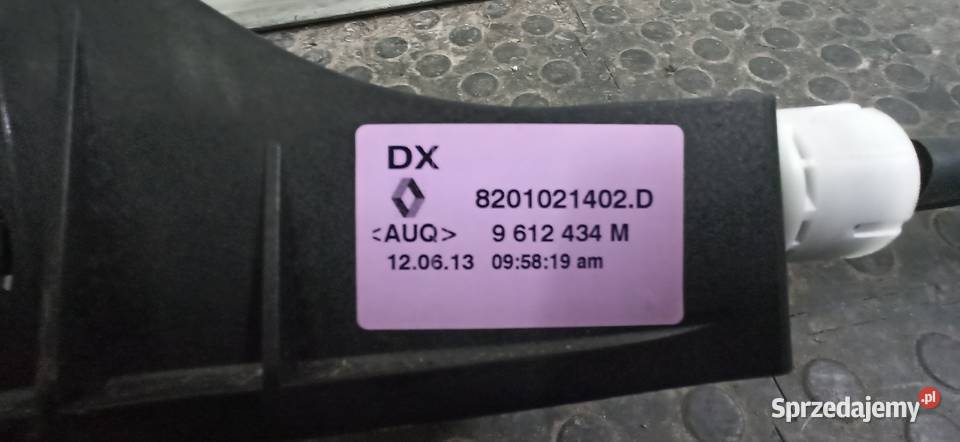 DX
8201021402.D
<AUQ> 9 612 434 M
12.06.13 09:58:19 am
Sprzedajemy.pl